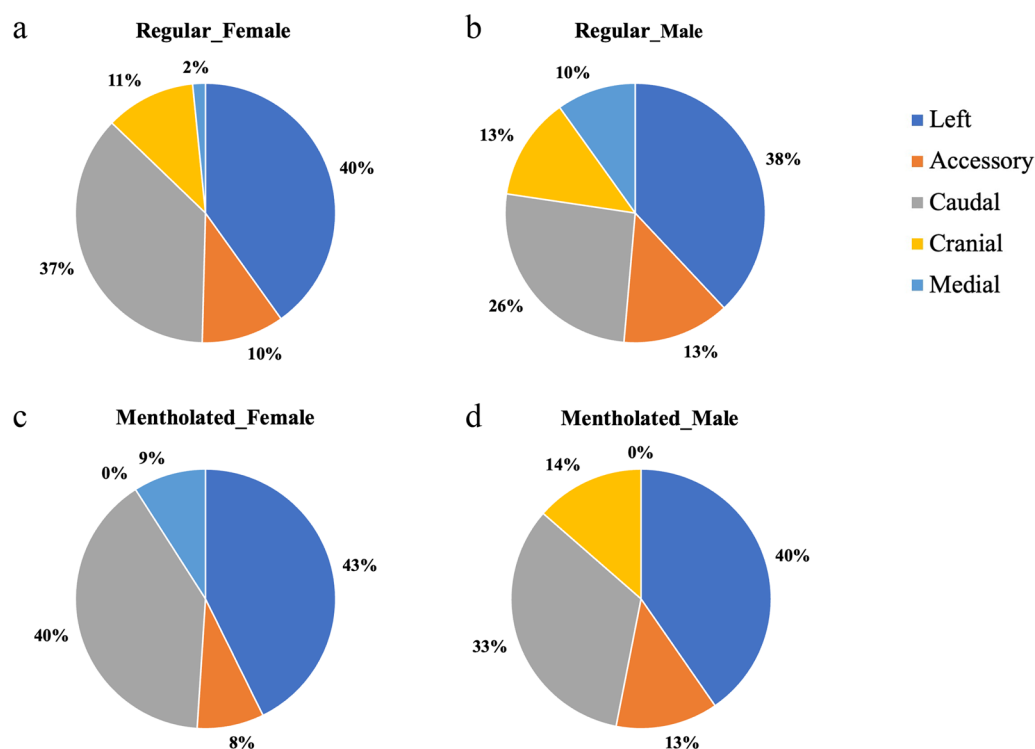 a
Regular_Female
2%
11%
40%
37%
10%
b
Regular_Male
10%
13%
38%
26%
13%
Left
Accessory
Caudal
Cranial
Medial
c
Mentholated_Female
9%
0%
43%
40%
8%
d
Mentholated_Male
0%
14%
40%
33%
13%